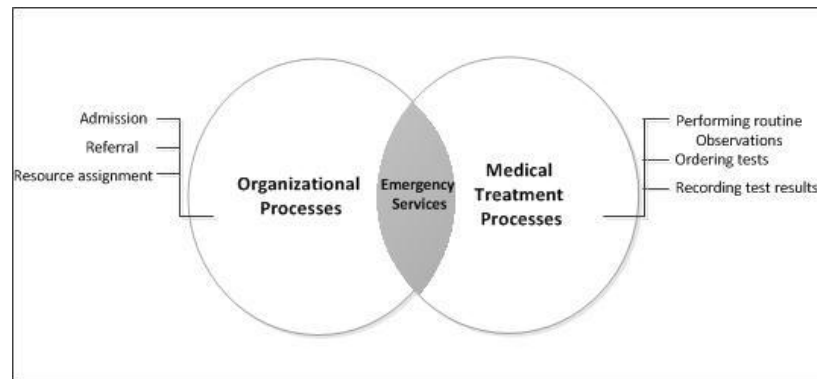 Admission
Referral
Resource assignment
Organizational
Processes
Emergency
Services
Medical
Treatment
Processes
Performing routine
Observations
Ordering tests
Recording test results